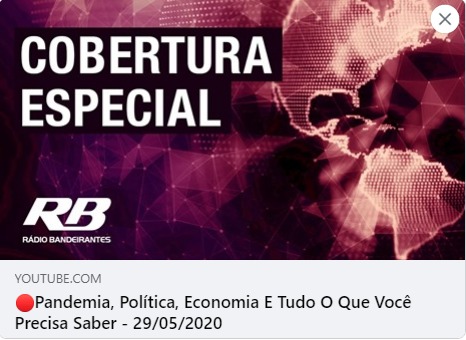 COBERTURA
ESPECIAL
RB
RÁDIO BANDEIRANTES
YOUTUBE.COM
🔴Pandemia, Política, Economia E Tudo O Que Você
Precisa Saber - 29/05/2020